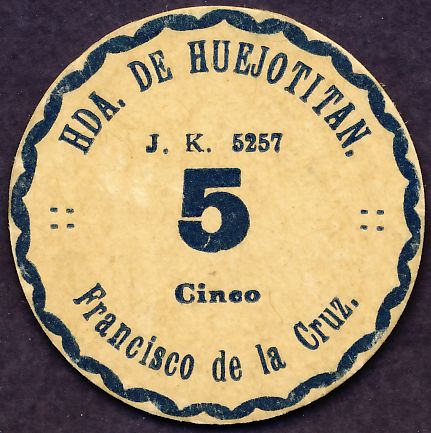 HDA. DE HUEJOTITAN.
J. K. 5257
5
Cinco
Francisco de la Cruz.